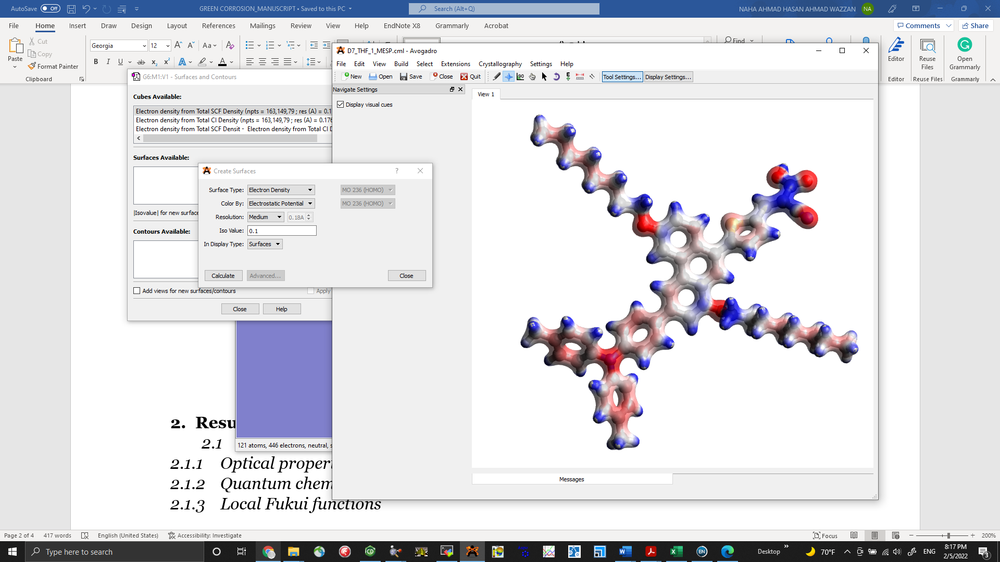 AutoSave Off GREEN CORROSION_MANUSCRIPT • Saved to this PC Search (Alt+Q) NAHA AHMAD HASAN AHMAD WAZZAN NA
File Home Insert Draw Design Layout References Mailings Review View Help EndNote X8 Grammarly Acrobat Comments Share
Paste Cut Copy Format Painter
Clipboard
Georgia 12 Aa
B I U ab x₂ x² A A
Find
Editor
Editor
Reuse Files
Reuse Files
Open Grammarly
Grammarly
G6:M1:V1 - Surfaces and Contours
Cubes Available:
Electron density from Total SCF Density (npts = 163,149,79 ; res (A) = 0.1
Electron density from Total CI Density (npts = 163,149,79 ; res (A) = 0.176
Electron density from Total SCF Densit - Electron density from Total CI D
Surfaces Available:
|Isovalue| for new surface
Contours Available:
Add views for new surfaces/contours Apply
Close Help
121 atoms, 446 electrons, neutral, s
Create Surfaces ?
Surface Type: Electron Density MO 236 (HOMO)
Color By: Electrostatic Potential MO 236 (HOMO)
Resolution: Medium 0.18A
Iso Value: 0.1
In Display Type: Surfaces
Calculate Advanced... Close
D7_THF_1_MESP.cml - Avogadro
File Edit View Build Select Extensions Crystallography Settings Help
New Open Save Close Quit 90 E Tool Settings... Display Settings...
Navigate Settings
Display visual cues
View 1
Messages
2. Resu
2.1
2.1.1 Optical proper
2.1.2 Quantum chem
2.1.3 Local Fukui functions
Page 2 of 4 417 words English (United States) Accessibility: Investigate Focus 200%
Type here to search Desktop 70°F ENG 8:17 PM
2/5/2022 3